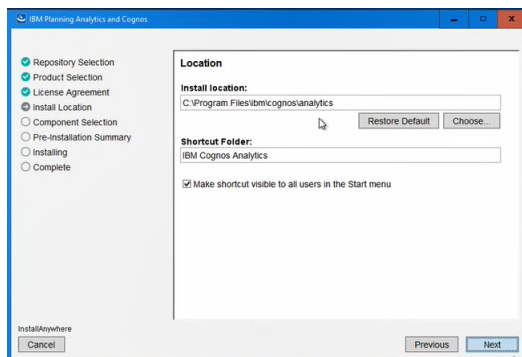 IBM Planning Analytics and Cognos
Repository Selection
Product Selection
License Agreement
Install Location
Component Selection
Pre-Installation Summary
Installing
Complete
Location
Install location:
C:\Program Files\ibm\cognos\analytics
Restore Default
Choose...
Shortcut Folder:
IBM Cognos Analytics
Make shortcut visible to all users in the Start menu
InstallAnywhere
Cancel
Previous
Next